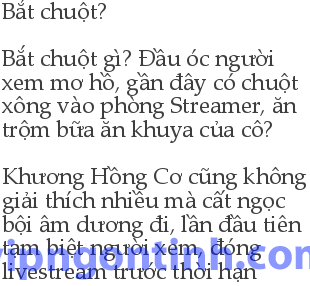 Bắt chuột?
Bắt chuột gì? Đầu óc người
xem mơ hồ, gần đây có chuột
xông vào phòng Streamer, ăn
trộm bữa ăn khuya của cô?
Khương Hồng Cơ cũng không
giải thích nhiều mà cất ngọc
bội âm dương đi, lần đầu tiên
tạm biệt người xem, đóng
livestream trước thời hạn
vipngontinh.com